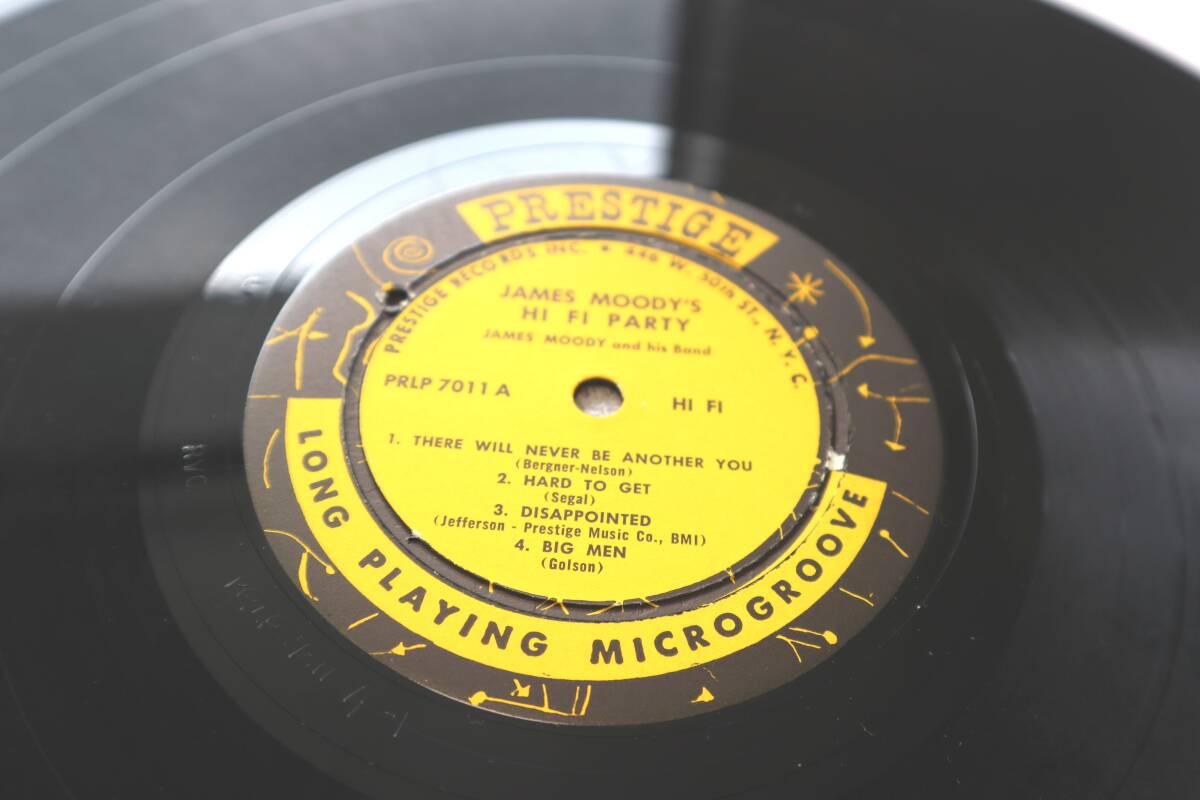 PRESTIGE
PRESTIGE RECORDS INC. • 446 W. 50th ST., N. Y. C.
JAMES MOODY'S
HI FI PARTY
JAMES MOODY and his Band
PRLP 7011 A
HI FI
1. THERE WILL NEVER BE ANOTHER YOU
(Bergner-Nelson)
2. HARD TO GET
(Segal)
3. DISAPPOINTED
(Jefferson - Prestige Music Co., BMI)
4. BIG MEN
(Golson)
LONG PLAYING MICROGROOVE
RVG